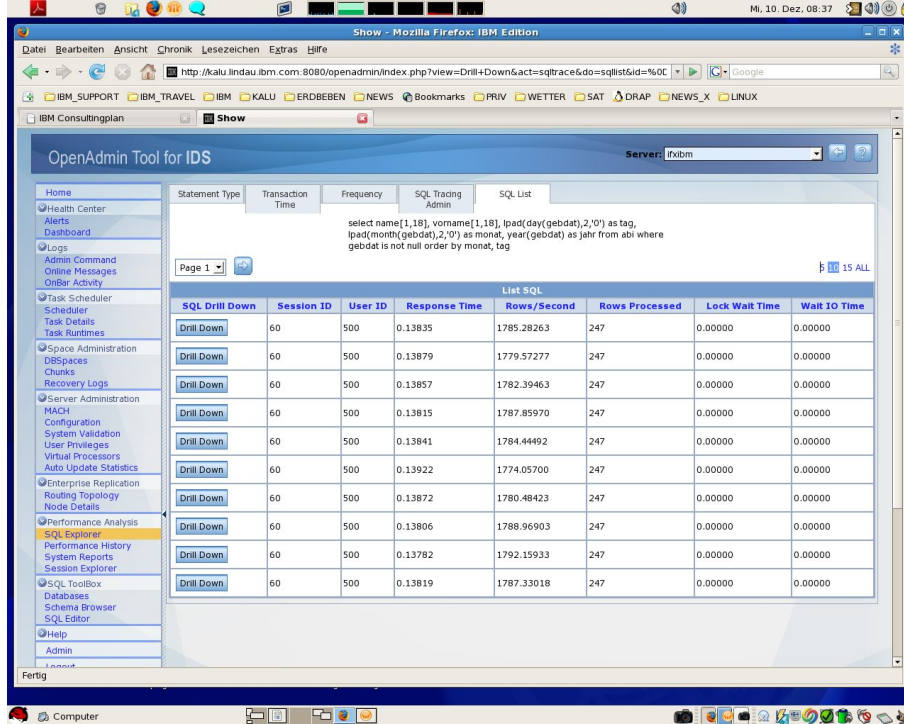 Mi, 10. Dez, 08:37
Show - Mozilla Firefox: IBM Edition
Datei Bearbeiten Ansicht Chronik Lesezeichen Extras Hilfe
http://kalu.lindau.ibm.com:8080/openadmin/index.php?view=Drill+Down&act=sqltrace&do=sqllist&id=%0D
Google
IBM_SUPPORT IBM_TRAVEL IBM KALU ERDBEBEN NEWS Bookmarks PRIV WETTER SAT DRAP NEWS_X LINUX
IBM Consultingplan Show
OpenAdmin Tool for IDS Server: ifxibm
Home
Health Center
Alerts
Dashboard
Logs
Admin Command
Online Messages
OnBar Activity
Task Scheduler
Scheduler
Task Details
Task Runtimes
Space Administration
DBSpaces
Chunks
Recovery Logs
Server Administration
MACH
Configuration
System Validation
User Privileges
Virtual Processors
Auto Update Statistics
Enterprise Replication
Routing Topology
Node Details
Performance Analysis
SQL Explorer
Performance History
System Reports
Session Explorer
SQL ToolBox
Databases
Schema Browser
SQL Editor
Help
Admin
Logout
Statement Type Transaction Time Frequency SQL Tracing Admin SQL List
select name[1,18], vorname[1,18], lpad(day(gebdat),2,'0') as tag,
lpad(month(gebdat),2,'0') as monat, year(gebdat) as jahr from abi where
gebdat is not null order by monat, tag
Page 1 5 10 15 ALL
List SQL
SQL Drill Down Session ID User ID Response Time Rows/Second Rows Processed Lock Wait Time Wait IO Time
Drill Down 60 500 0.13835 1785.28263 247 0.00000 0.00000
Drill Down 60 500 0.13879 1779.57277 247 0.00000 0.00000
Drill Down 60 500 0.13857 1782.39463 247 0.00000 0.00000
Drill Down 60 500 0.13815 1787.85970 247 0.00000 0.00000
Drill Down 60 500 0.13841 1784.44492 247 0.00000 0.00000
Drill Down 60 500 0.13922 1774.05700 247 0.00000 0.00000
Drill Down 60 500 0.13872 1780.48423 247 0.00000 0.00000
Drill Down 60 500 0.13806 1788.96903 247 0.00000 0.00000
Drill Down 60 500 0.13782 1792.15933 247 0.00000 0.00000
Drill Down 60 500 0.13819 1787.33018 247 0.00000 0.00000
Fertig
Computer